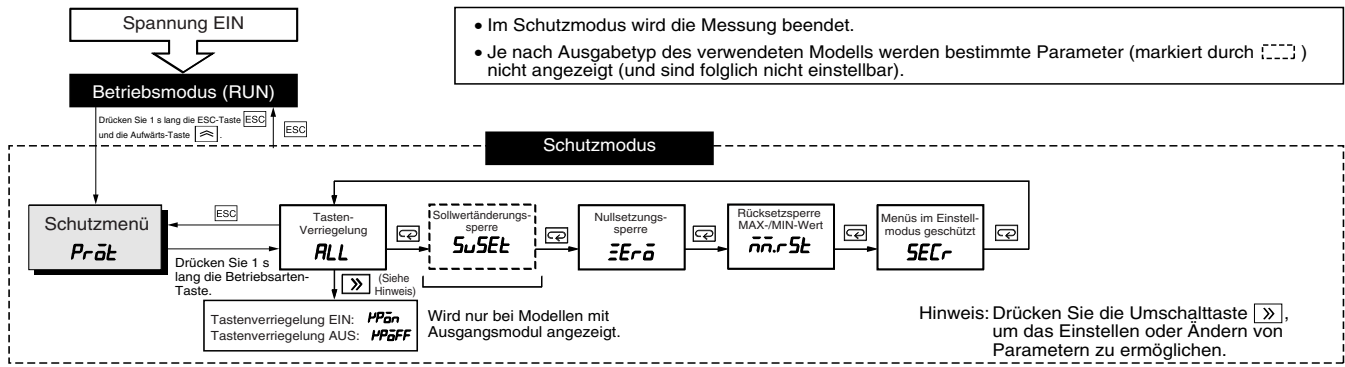 Spannung EIN
Betriebsmodus (RUN)
• Im Schutzmodus wird die Messung beendet.
• Je nach Ausgabetyp des verwendeten Modells werden bestimmte Parameter (markiert durch )
nicht angezeigt (und sind folglich nicht einstellbar).
Drücken Sie 1 s lang die ESC-Taste ESC
und die Aufwärts-Taste .
ESC
Schutzmodus
Schutzmenü
Prot
ESC
Drücken Sie 1 s
lang die Betriebsarten-
Taste.
Tasten-
Verriegelung
ALL
Sollwertänderungs-
sperre
SvSEt
Nullsetzungs-
sperre
ZEro
Rücksetzsperre
MAX-/MIN-Wert
mm.rSt
Menüs im Einstell-
modus geschützt
SECr
(Siehe
Hinweis)
Tastenverriegelung EIN: YPon
Tastenverriegelung AUS: YPoFF
Wird nur bei Modellen mit
Ausgangsmodul angezeigt.
Hinweis: Drücken Sie die Umschalttaste »,
um das Einstellen oder Ändern von
Parametern zu ermöglichen.